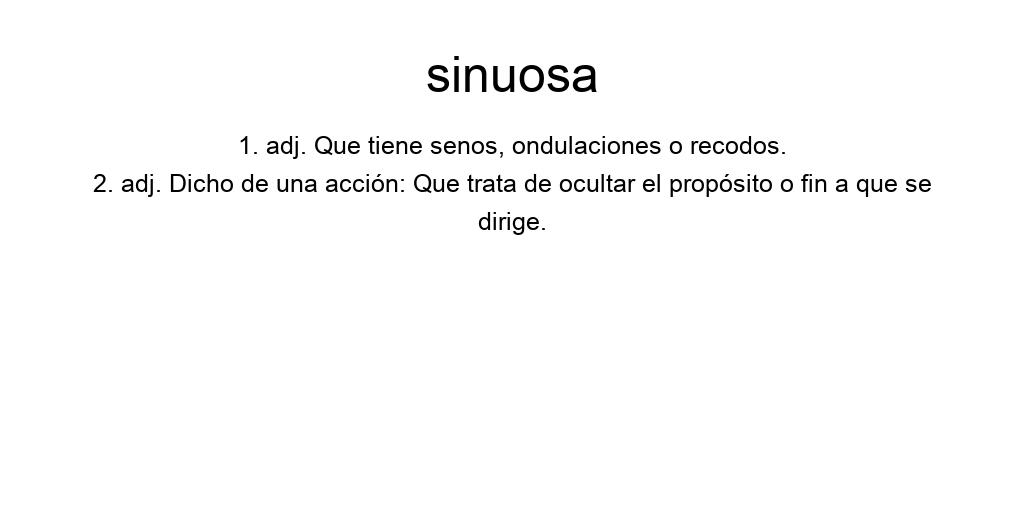 sinuosa
1. adj. Que tiene senos, ondulaciones o recodos.
2. adj. Dicho de una acción: Que trata de ocultar el propósito o fin a que se
dirige.